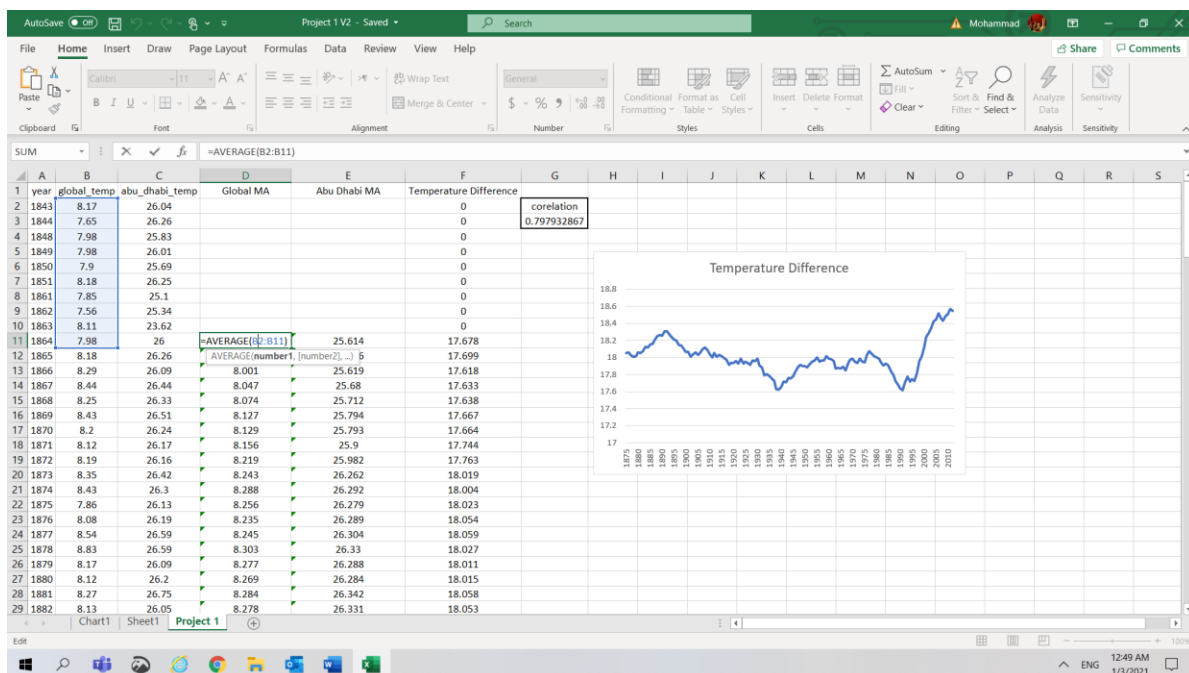 AutoSave Off Project 1 V2 - Saved Search Mohammad
File Home Insert Draw Page Layout Formulas Data Review View Help Share Comments
Calibri 11 A A Wrap Text General Conditional Format as Cell Insert Delete Format AutoSum Sort & Find & Analyze Sensitivity
Paste B I U A Merge & Center $ % 9 Formatting Table Styles Fill Clear Filter Select Data
Clipboard Font Alignment Number Styles Cells Editing Analysis Sensitivity
SUM fx =AVERAGE(B2:B11)
A B C D E F G H I J K L M N O P Q R S
1 year global_temp abu_dhabi_temp Global MA Abu Dhabi MA Temperature Difference
2 1843 8.17 26.04 0 corelation
3 1844 7.65 26.26 0 0.797932867
4 1848 7.98 25.83 0
5 1849 7.98 26.01 0
6 1850 7.9 25.69 0
7 1851 8.18 26.25 0
8 1861 7.85 25.1 0
9 1862 7.56 25.34 0
10 1863 8.11 23.62 0
11 1864 7.98 26 =AVERAGE(B2:B11) 25.614 17.678
12 1865 8.18 26.26 AVERAGE(number1, [number2], ...) 6 17.699
13 1866 8.29 26.09 8.001 25.619 17.618
14 1867 8.44 26.44 8.047 25.68 17.633
15 1868 8.25 26.33 8.074 25.712 17.638
16 1869 8.43 26.51 8.127 25.794 17.667
17 1870 8.2 26.24 8.129 25.793 17.664
18 1871 8.12 26.17 8.156 25.9 17.744
19 1872 8.19 26.16 8.219 25.982 17.763
20 1873 8.35 26.42 8.243 26.262 18.019
21 1874 8.43 26.3 8.288 26.292 18.004
22 1875 7.86 26.13 8.256 26.279 18.023
23 1876 8.08 26.19 8.235 26.289 18.054
24 1877 8.54 26.59 8.245 26.304 18.059
25 1878 8.83 26.59 8.303 26.33 18.027
26 1879 8.17 26.09 8.277 26.288 18.011
27 1880 8.12 26.2 8.269 26.284 18.015
28 1881 8.27 26.75 8.284 26.342 18.058
29 1882 8.13 26.05 8.278 26.331 18.053
Temperature Difference
18.8
18.6
18.4
18.2
18
17.8
17.6
17.4
17.2
17
1875 1880 1885 1890 1895 1900 1905 1910 1915 1920 1925 1930 1935 1940 1945 1950 1955 1960 1965 1970 1975 1980 1985 1990 1995 2000 2005 2010
Chart1 Sheet1 Project 1
Edit 100%
ENG 12:49 AM
1/3/2021